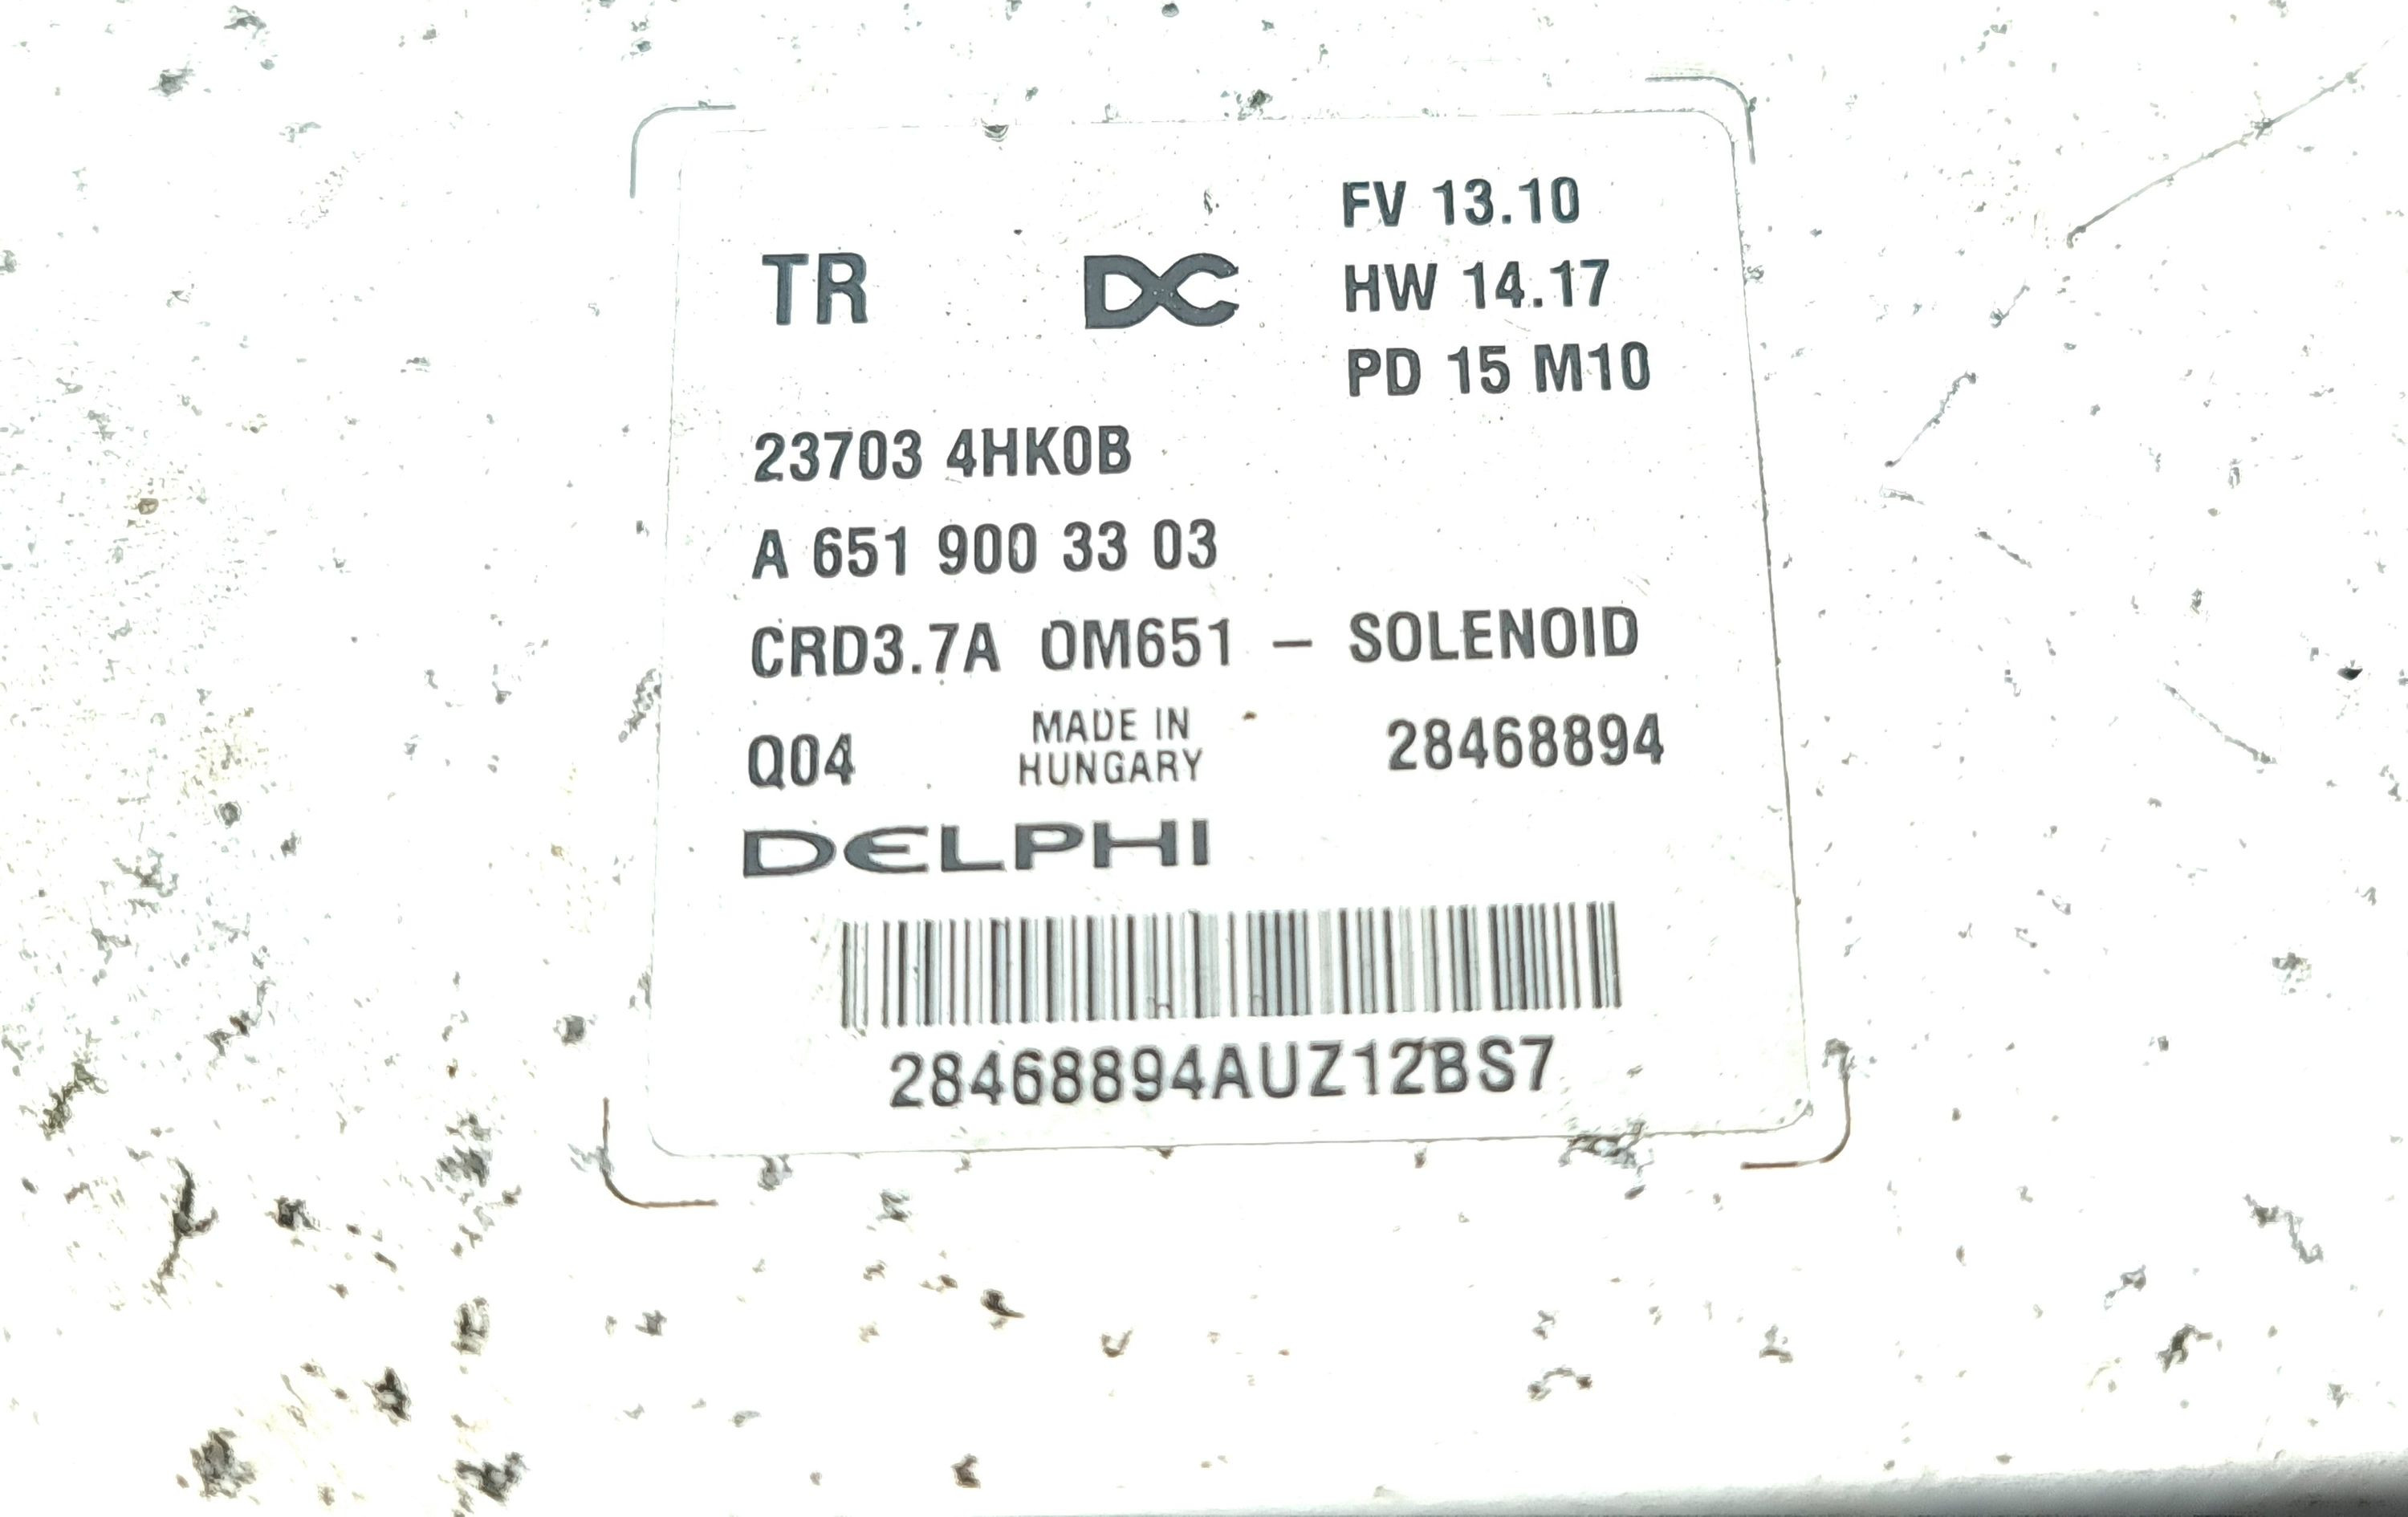 FV 13.10
TR DC HW 14.17
PD 15 M10
23703 4HK0B
A 651 900 33 03
CRD3.7A OM651 – SOLENOID
Q04 MADE IN HUNGARY 28468894
DELPHI
28468894AUZ12BS7